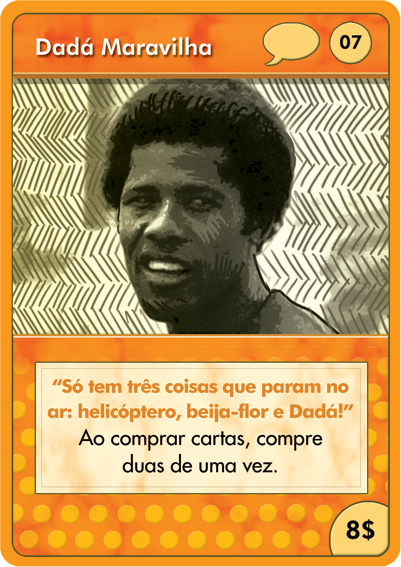 Dadá Maravilha
07
“Só tem três coisas que param no
ar: helicóptero, beija-flor e Dadá!”
Ao comprar cartas, compre
duas de uma vez.
8$